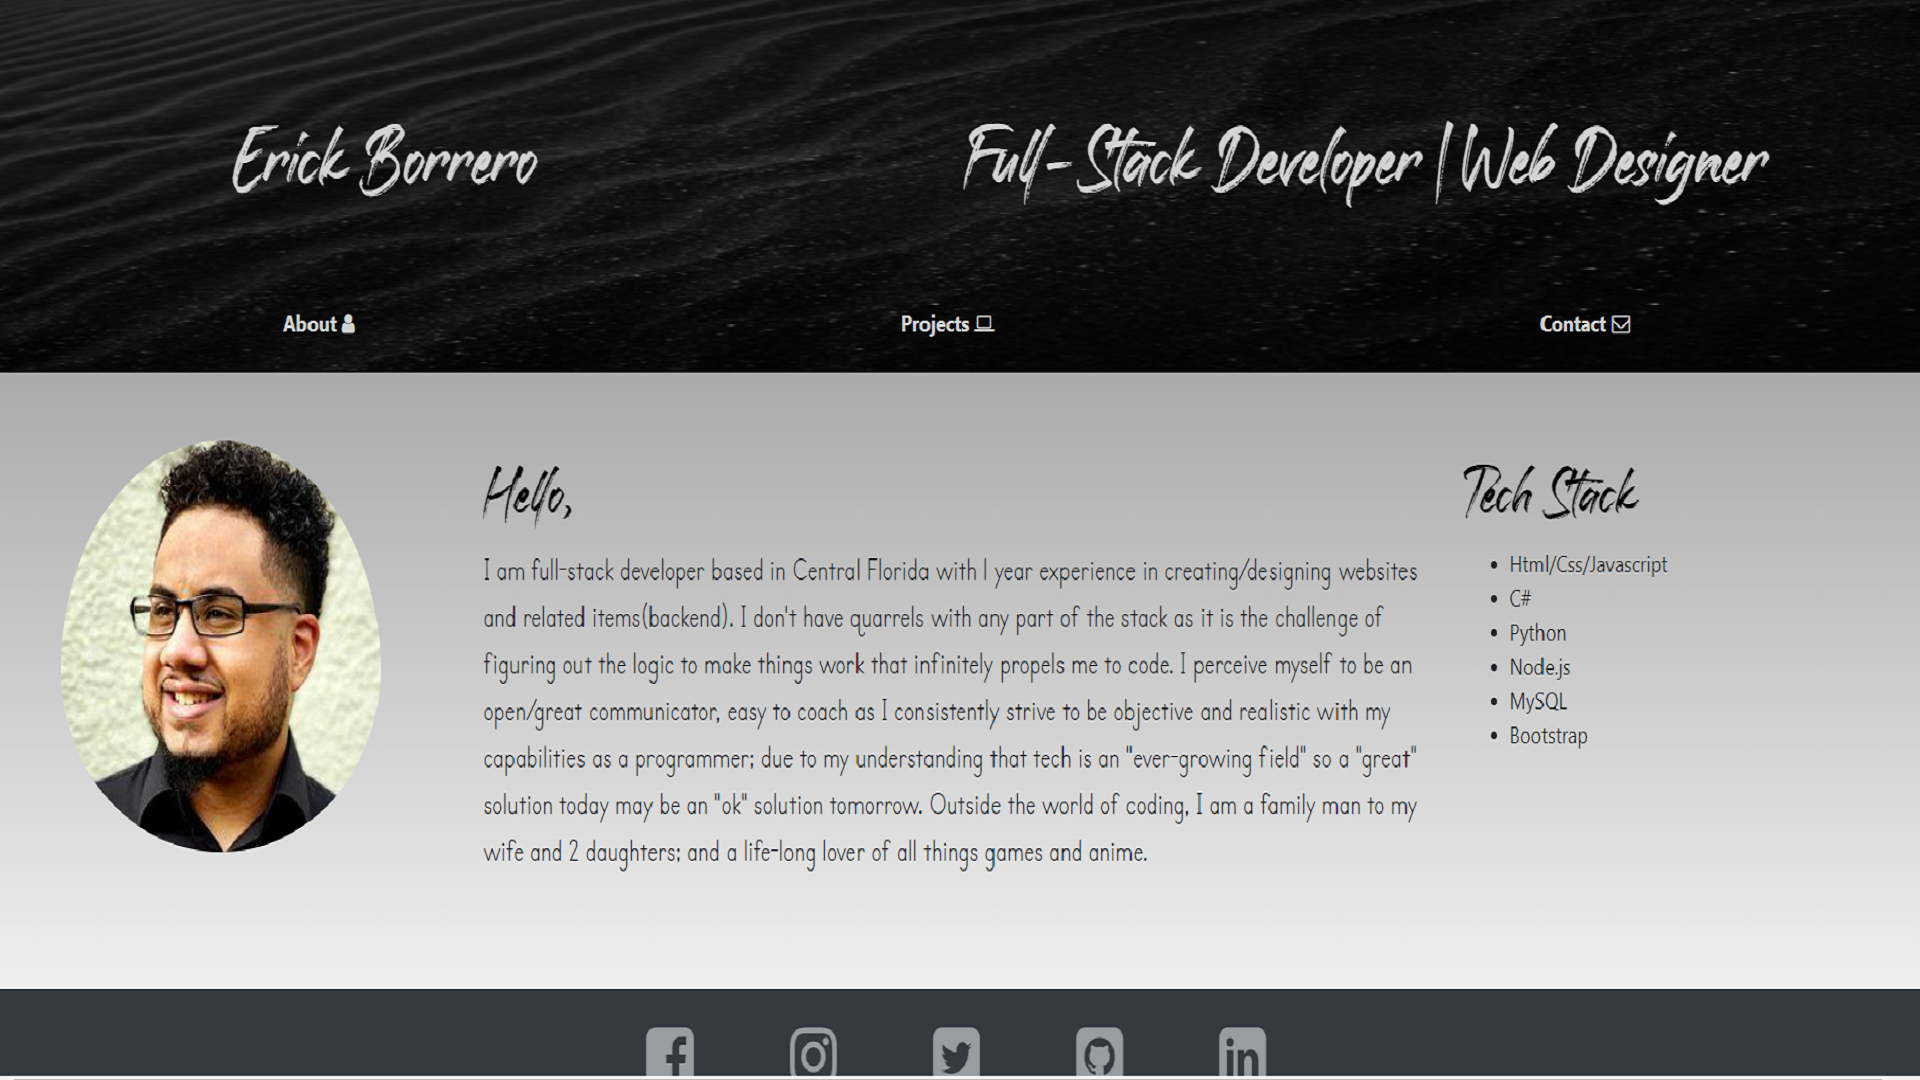 Erick Borrero
Full-Stack Developer | Web Designer
About
Projects
Contact
Hello,
I am full-stack developer based in Central Florida with 1 year experience in creating/designing websites
and related items(backend). I don't have quarrels with any part of the stack as it is the challenge of
figuring out the logic to make things work that infinitely propels me to code. I perceive myself to be an
open/great communicator, easy to coach as I consistently strive to be objective and realistic with my
capabilities as a programmer; due to my understanding that tech is an "ever-growing field" so a "great"
solution today may be an "ok" solution tomorrow. Outside the world of coding, I am a family man to my
wife and 2 daughters; and a life-long lover of all things games and anime.
Tech Stack
• Html/Css/Javascript
• C#
• Python
• Node.js
• MySQL
• Bootstrap